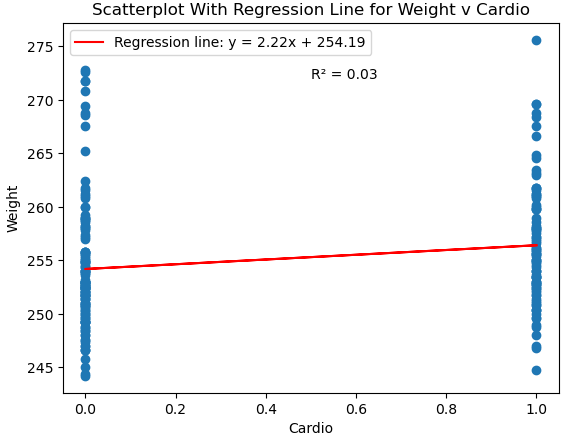 Scatterplot With Regression Line for Weight v Cardio
Regression line: y = 2.22x + 254.19
R² = 0.03
275
270
265
260
255
250
245
Weight
0.0 0.2 0.4 0.6 0.8 1.0
Cardio